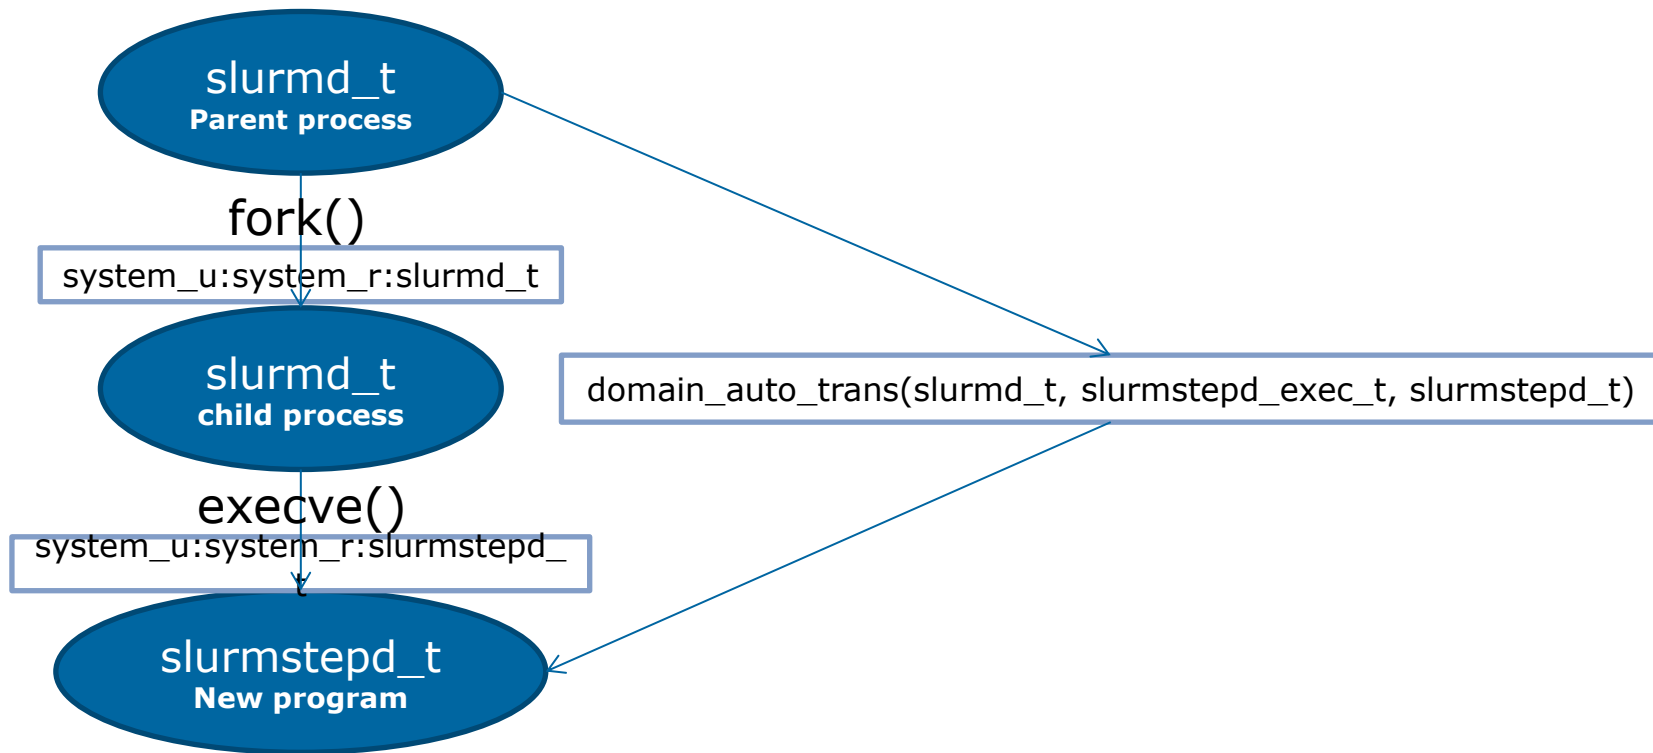 slurmd_t
Parent process
fork()
system_u:system_r:slurmd_t
slurmd_t
child process
domain_auto_trans(slurmd_t, slurmstepd_exec_t, slurmstepd_t)
execve()
system_u:system_r:slurmstepd_
t
slurmstepd_t
New program